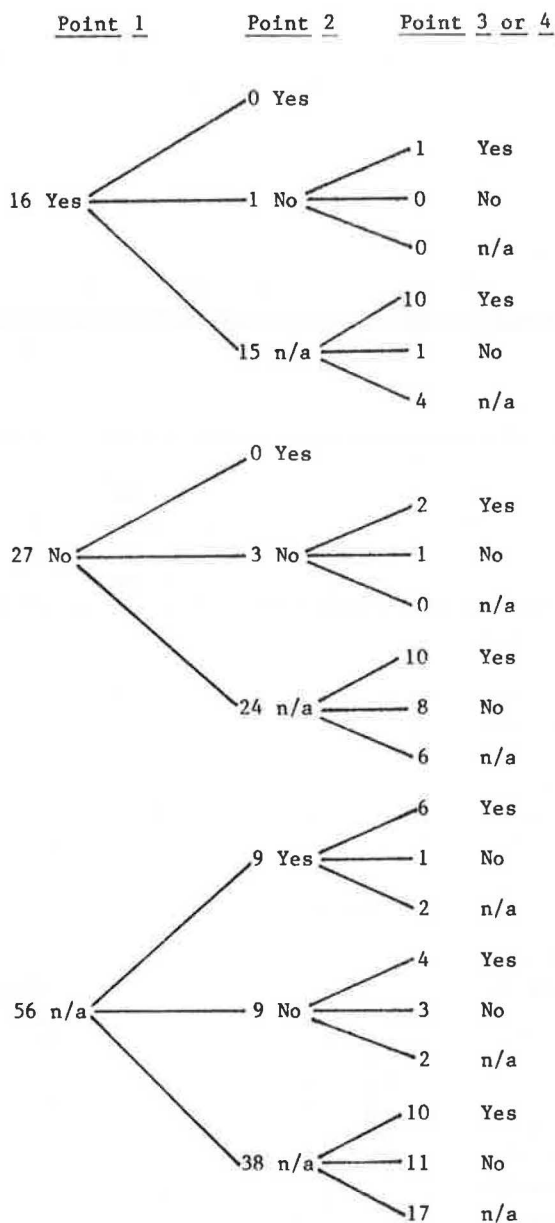 Point 1 Point 2 Point 3 or 4
0 Yes
1 Yes
16 Yes 1 No 0 No
0 n/a
10 Yes
15 n/a 1 No
4 n/a
0 Yes
2 Yes
27 No 3 No 1 No
0 n/a
10 Yes
24 n/a 8 No
6 n/a
6 Yes
9 Yes 1 No
2 n/a
4 Yes
56 n/a 9 No 3 No
2 n/a
10 Yes
38 n/a 11 No
17 n/a